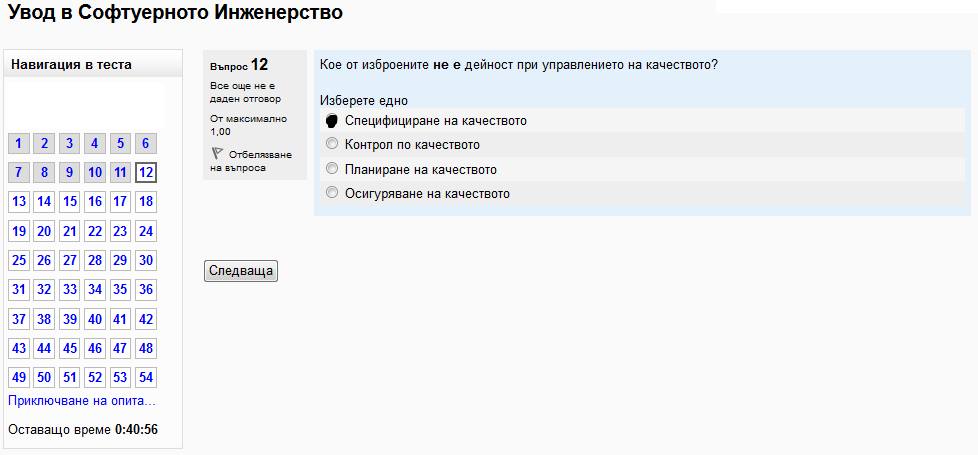 Увод в Софтуерното Инженерство
Навигация в теста
1 2 3 4 5 6
7 8 9 10 11 12
13 14 15 16 17 18
19 20 21 22 23 24
25 26 27 28 29 30
31 32 33 34 35 36
37 38 39 40 41 42
43 44 45 46 47 48
49 50 51 52 53 54
Приключване на опита...
Оставащо време 0:40:56
Въпрос 12
Все още не е
даден отговор
От максимално
1,00
Отбелязване
на въпроса
Кое от изброените не е дейност при управлението на качеството?
Изберете едно
Специфициране на качеството
Контрол по качеството
Планиране на качеството
Осигуряване на качеството
Следваща